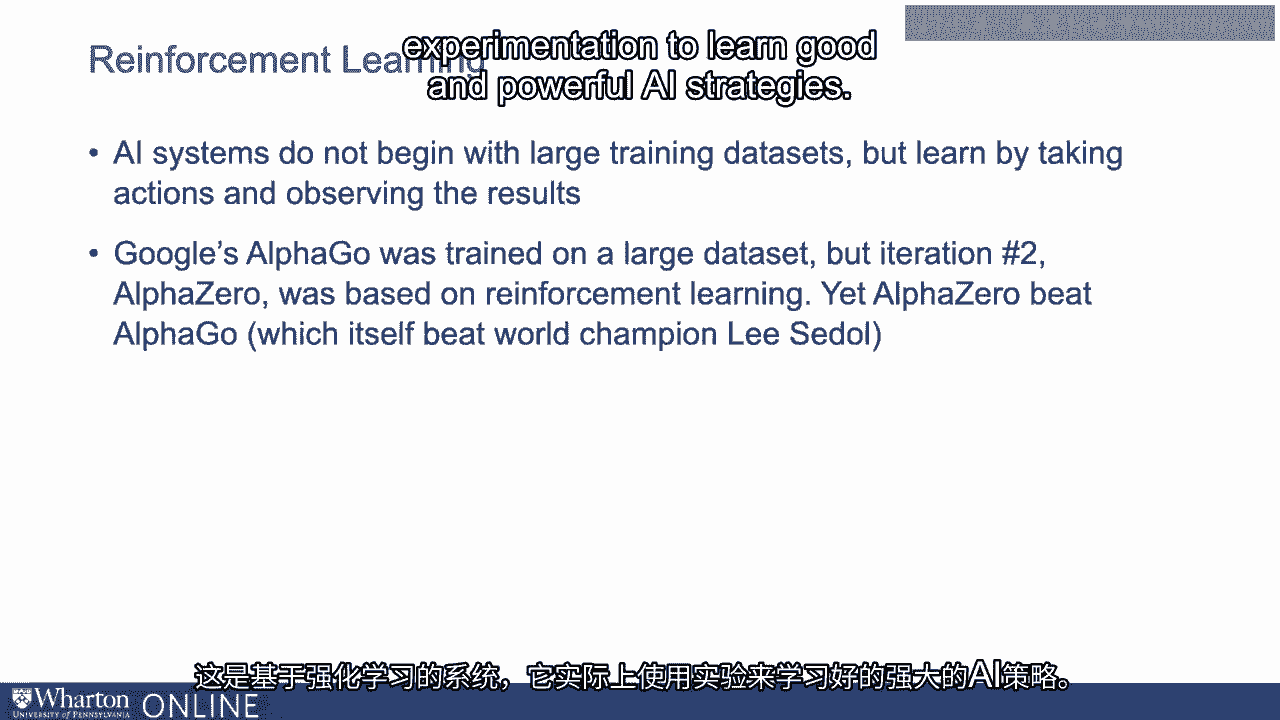 experimentation to learn good
and powerful AI strategies.
Reinforcement Learning
• AI systems do not begin with large training datasets, but learn by taking
actions and observing the results
• Google's AlphaGo was trained on a large dataset, but iteration #2,
AlphaZero, was based on reinforcement learning. Yet AlphaZero beat
AlphaGo (which itself beat world champion Lee Sedol)
这是基于强化学习的系统，它实际上使用实验来学习好的强大的AI策略。
Wharton
UNIVERSITY of PENNSYLVANIA
ONLINE